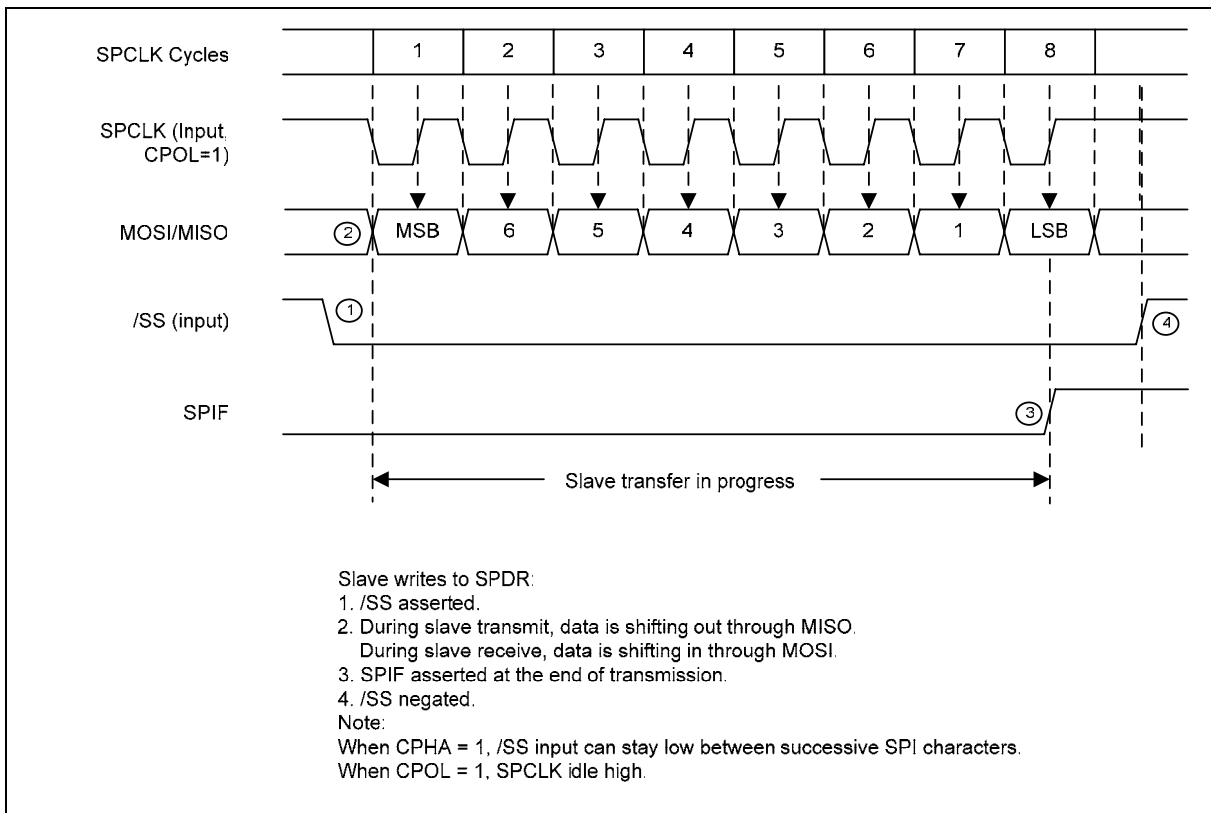 SPCLK Cycles
1 2 3 4 5 6 7 8
SPCLK (Input,
CPOL=1)
MOSI/MISO
2 MSB 6 5 4 3 2 1 LSB
/SS (input)
1
4
SPIF
3
Slave transfer in progress
Slave writes to SPDR:
1. /SS asserted.
2. During slave transmit, data is shifting out through MISO.
During slave receive, data is shifting in through MOSI.
3. SPIF asserted at the end of transmission.
4. /SS negated.
Note:
When CPHA = 1, /SS input can stay low between successive SPI characters.
When CPOL = 1, SPCLK idle high.